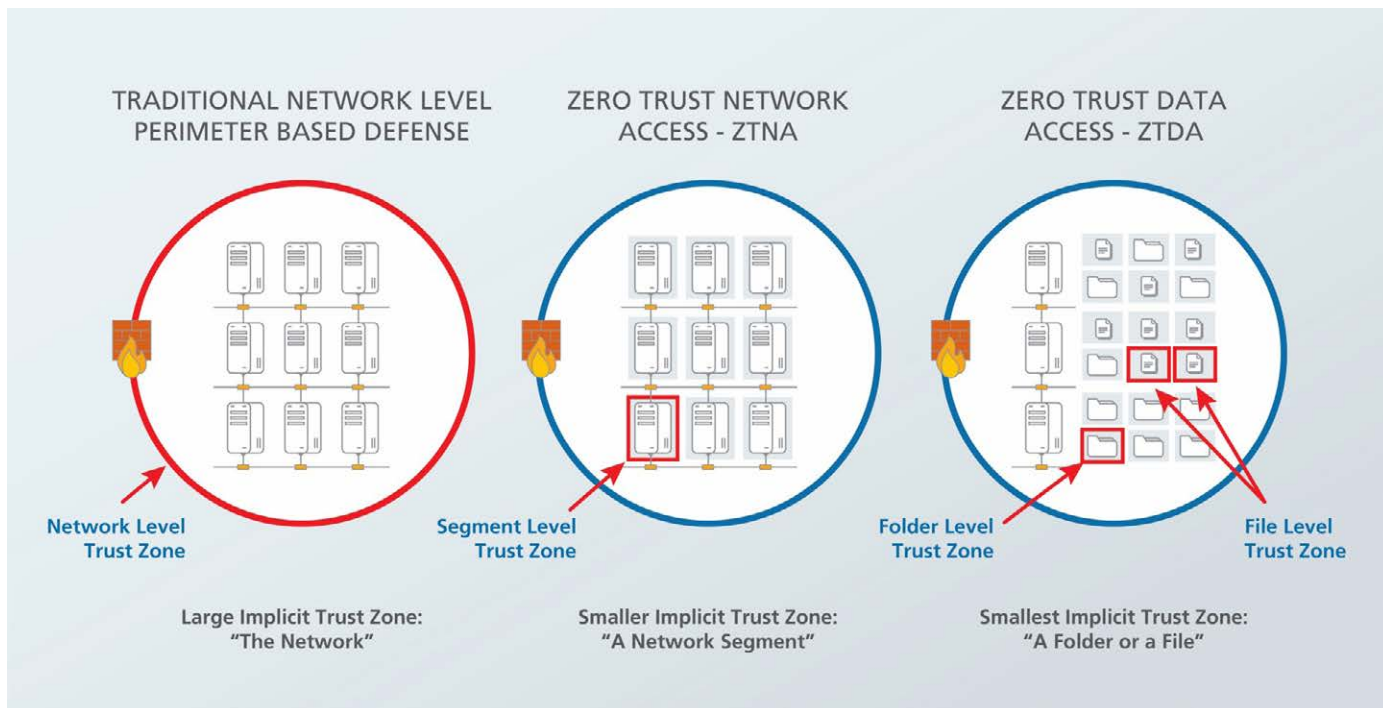 TRADITIONAL NETWORK LEVEL
PERIMETER BASED DEFENSE
ZERO TRUST NETWORK
ACCESS - ZTNA
ZERO TRUST DATA
ACCESS - ZTDA
Network Level
Trust Zone
Segment Level
Trust Zone
Folder Level
Trust Zone
File Level
Trust Zone
Large Implicit Trust Zone:
“The Network”
Smaller Implicit Trust Zone:
“A Network Segment”
Smallest Implicit Trust Zone:
“A Folder or a File”